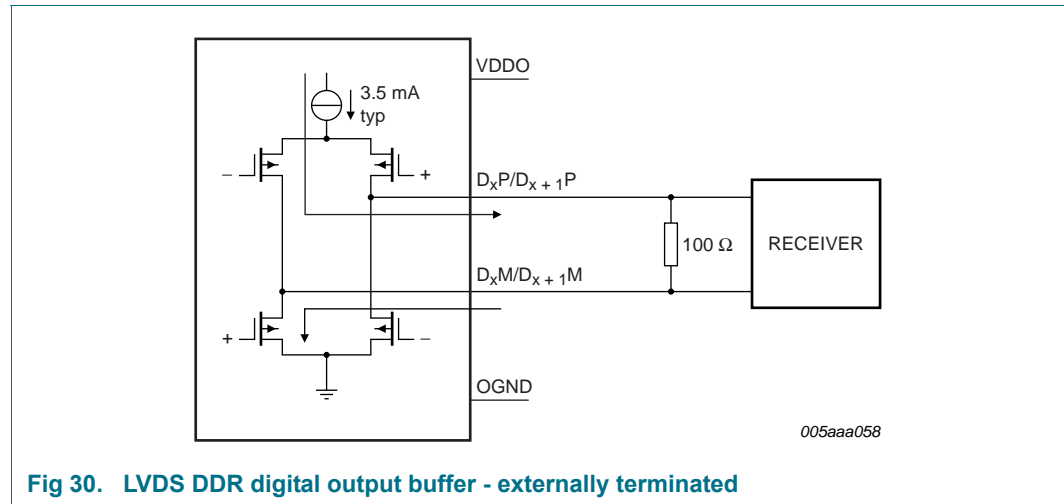 VDDO
3.5 mA
typ
− +
DxP/Dx + 1P
100 Ω
RECEIVER
DxM/Dx + 1M
+ −
OGND
005aaa058
Fig 30. LVDS DDR digital output buffer - externally terminated